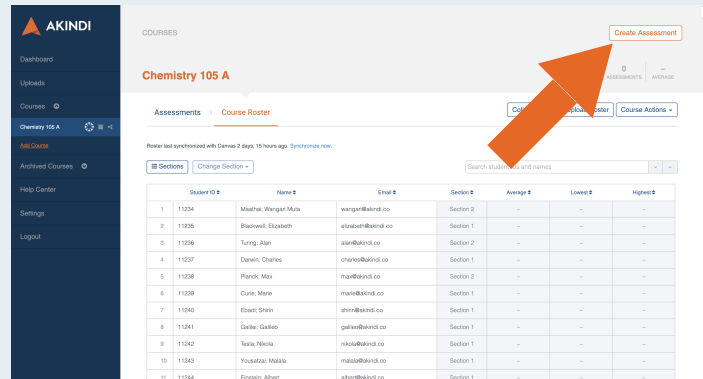 AKINDI
Dashboard
Uploads
Courses
Chemistry 105 A
Add Course
Archived Courses
Help Center
Settings
Logout
COURSES
Create Assessment
Chemistry 105 A
0
ASSESSMENTS
–
AVERAGE
Assessments | Course Roster
Roster Course Actions
Roster last synchronized with Canvas 2 days, 15 hours ago. Synchronize now.
Sections Change Section
Search student and names
Student ID Name Email Section Average Lowest Highest
1 11234 Maathai; Wangari Muta wangari@akindi.co Section 2 – – –
2 11235 Blackwell; Elizabeth elizabeth@akindi.co Section 1 – – –
3 11236 Turing; Alan alan@akindi.co Section 2 – – –
4 11237 Darwin; Charles charles@akindi.co Section 1 – – –
5 11238 Planck; Max max@akindi.co Section 2 – – –
6 11239 Curie; Marie marie@akindi.co Section 1 – – –
7 11240 Ebadi; Shirin shirin@akindi.co Section 1 – – –
8 11241 Galilei; Galileo galileo@akindi.co Section 1 – – –
9 11242 Tesla; Nikola nikola@akindi.co Section 1 – – –
10 11243 Yousafzai; Malala malala@akindi.co Section 1 – – –
11 11244 Einstein; Albert albert@akindi.co Section 1 – – –